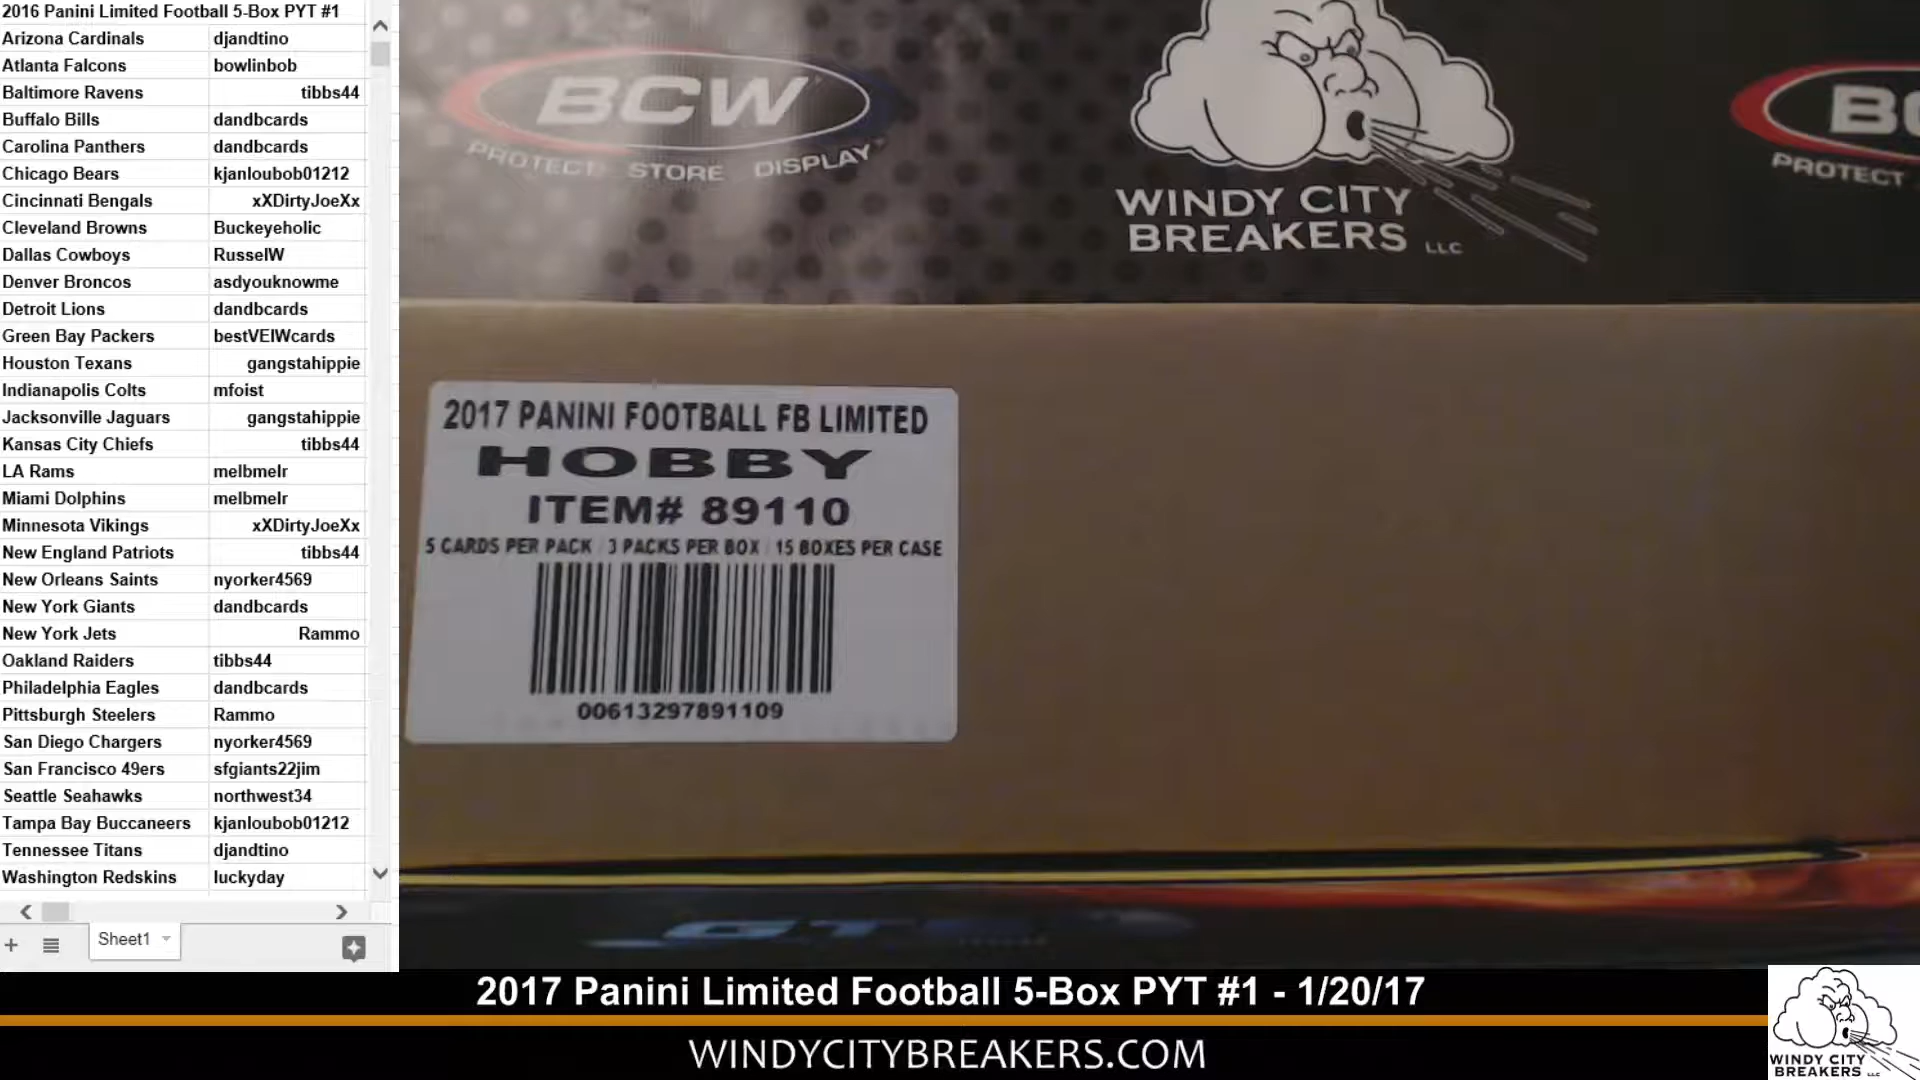 2016 Panini Limited Football 5-Box PYT #1
Arizona Cardinals djandtino
Atlanta Falcons bowlinbob
Baltimore Ravens tibbs44
Buffalo Bills dandbcards
Carolina Panthers dandbcards
Chicago Bears kjanloubob01212
Cincinnati Bengals xXDirtyJoeXx
Cleveland Browns Buckeyeholic
Dallas Cowboys RusselW
Denver Broncos asdyouknowme
Detroit Lions dandbcards
Green Bay Packers bestVEIWcards
Houston Texans gangstahippie
Indianapolis Colts mfoist
Jacksonville Jaguars gangstahippie
Kansas City Chiefs tibbs44
LA Rams melbmelr
Miami Dolphins melbmelr
Minnesota Vikings xXDirtyJoeXx
New England Patriots tibbs44
New Orleans Saints nyorker4569
New York Giants dandbcards
New York Jets Rammo
Oakland Raiders tibbs44
Philadelphia Eagles dandbcards
Pittsburgh Steelers Rammo
San Diego Chargers nyorker4569
San Francisco 49ers sfgiants22jim
Seattle Seahawks northwest34
Tampa Bay Buccaneers kjanloubob01212
Tennessee Titans djandtino
Washington Redskins luckyday
Sheet1
BCW
PROTECT STORE DISPLAY
WINDY CITY
BREAKERS LLC
PROTECT
2017 PANINI FOOTBALL FB LIMITED
HOBBY
ITEM# 89110
5 CARDS PER PACK / 3 PACKS PER BOX / 15 BOXES PER CASE
00613297891109
2017 Panini Limited Football 5-Box PYT #1 - 1/20/17
WINDYCITYBREAKERS.COM
WINDY CITY
BREAKERS LLC